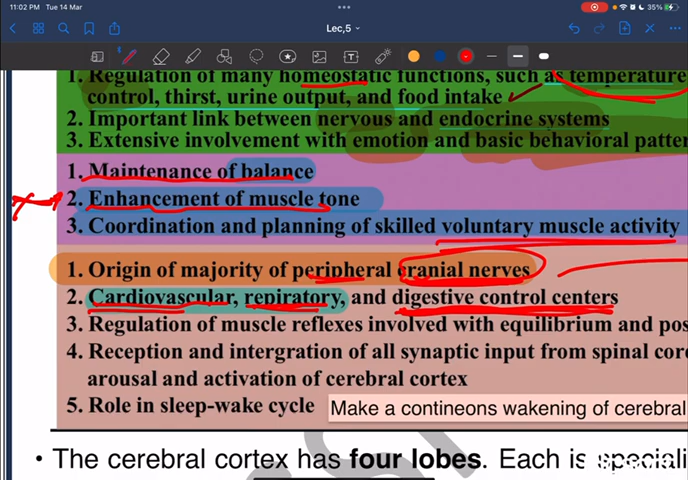 11:02 PM Tue 14 Mar
35%
Lec,5
1. Regulation of many homeostatic functions, such as temperature
control, thirst, urine output, and food intake
2. Important link between nervous and endocrine systems
3. Extensive involvement with emotion and basic behavioral patter
1. Maintenance of balance
2. Enhancement of muscle tone
3. Coordination and planning of skilled voluntary muscle activity
1. Origin of majority of peripheral cranial nerves
2. Cardiovascular, repiratory, and digestive control centers
3. Regulation of muscle reflexes involved with equilibrium and pos
4. Reception and intergration of all synaptic input from spinal cor
arousal and activation of cerebral cortex
5. Role in sleep-wake cycle Make a contineons wakening of cerebral
• The cerebral cortex has four lobes. Each is speciali